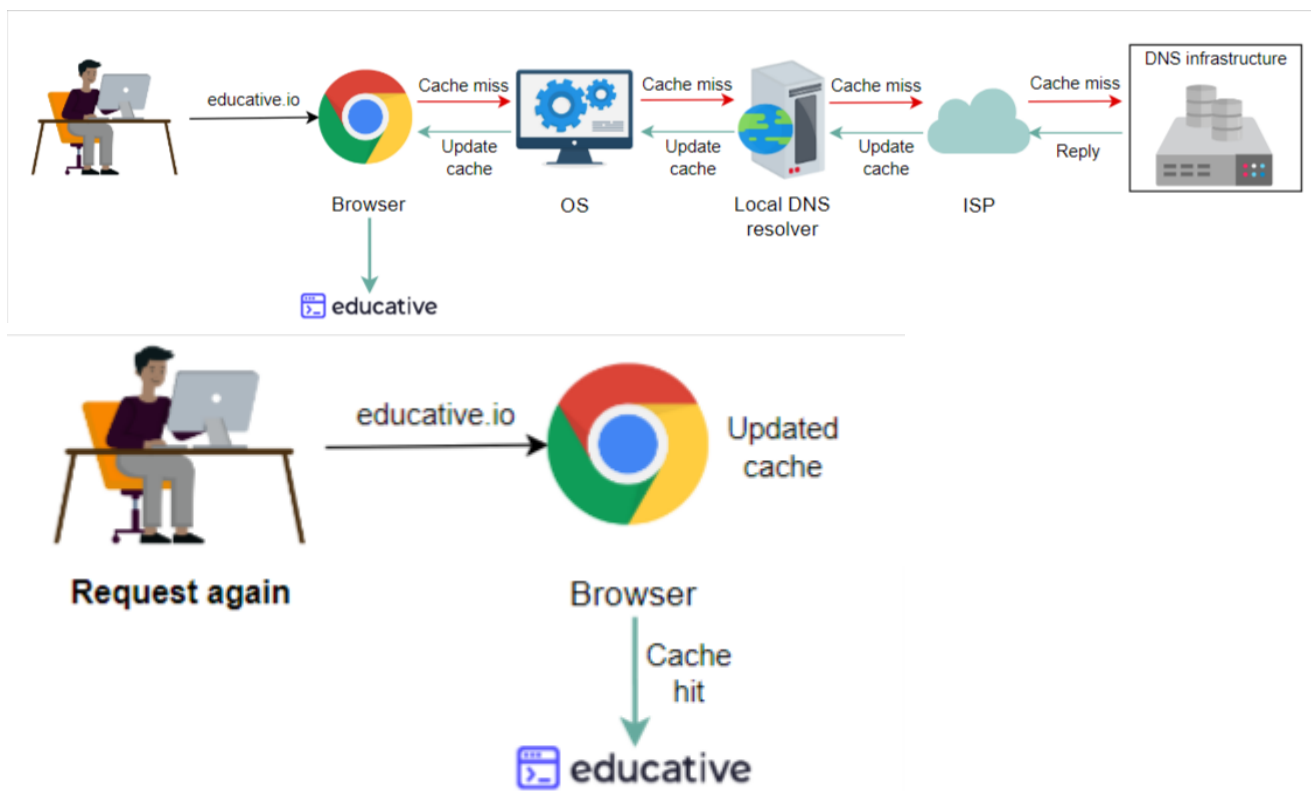 DNS infrastructure
educative.io
Cache miss
Cache miss
Cache miss
Cache miss
Update
cache
Update
cache
Update
cache
Reply
Browser
OS
Local DNS
resolver
ISP
educative
educative.io
Updated
cache
Request again
Browser
Cache
hit
educative